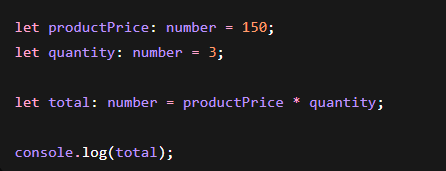 let productPrice: number = 150;
let quantity: number = 3;
let total: number = productPrice * quantity;
console.log(total);